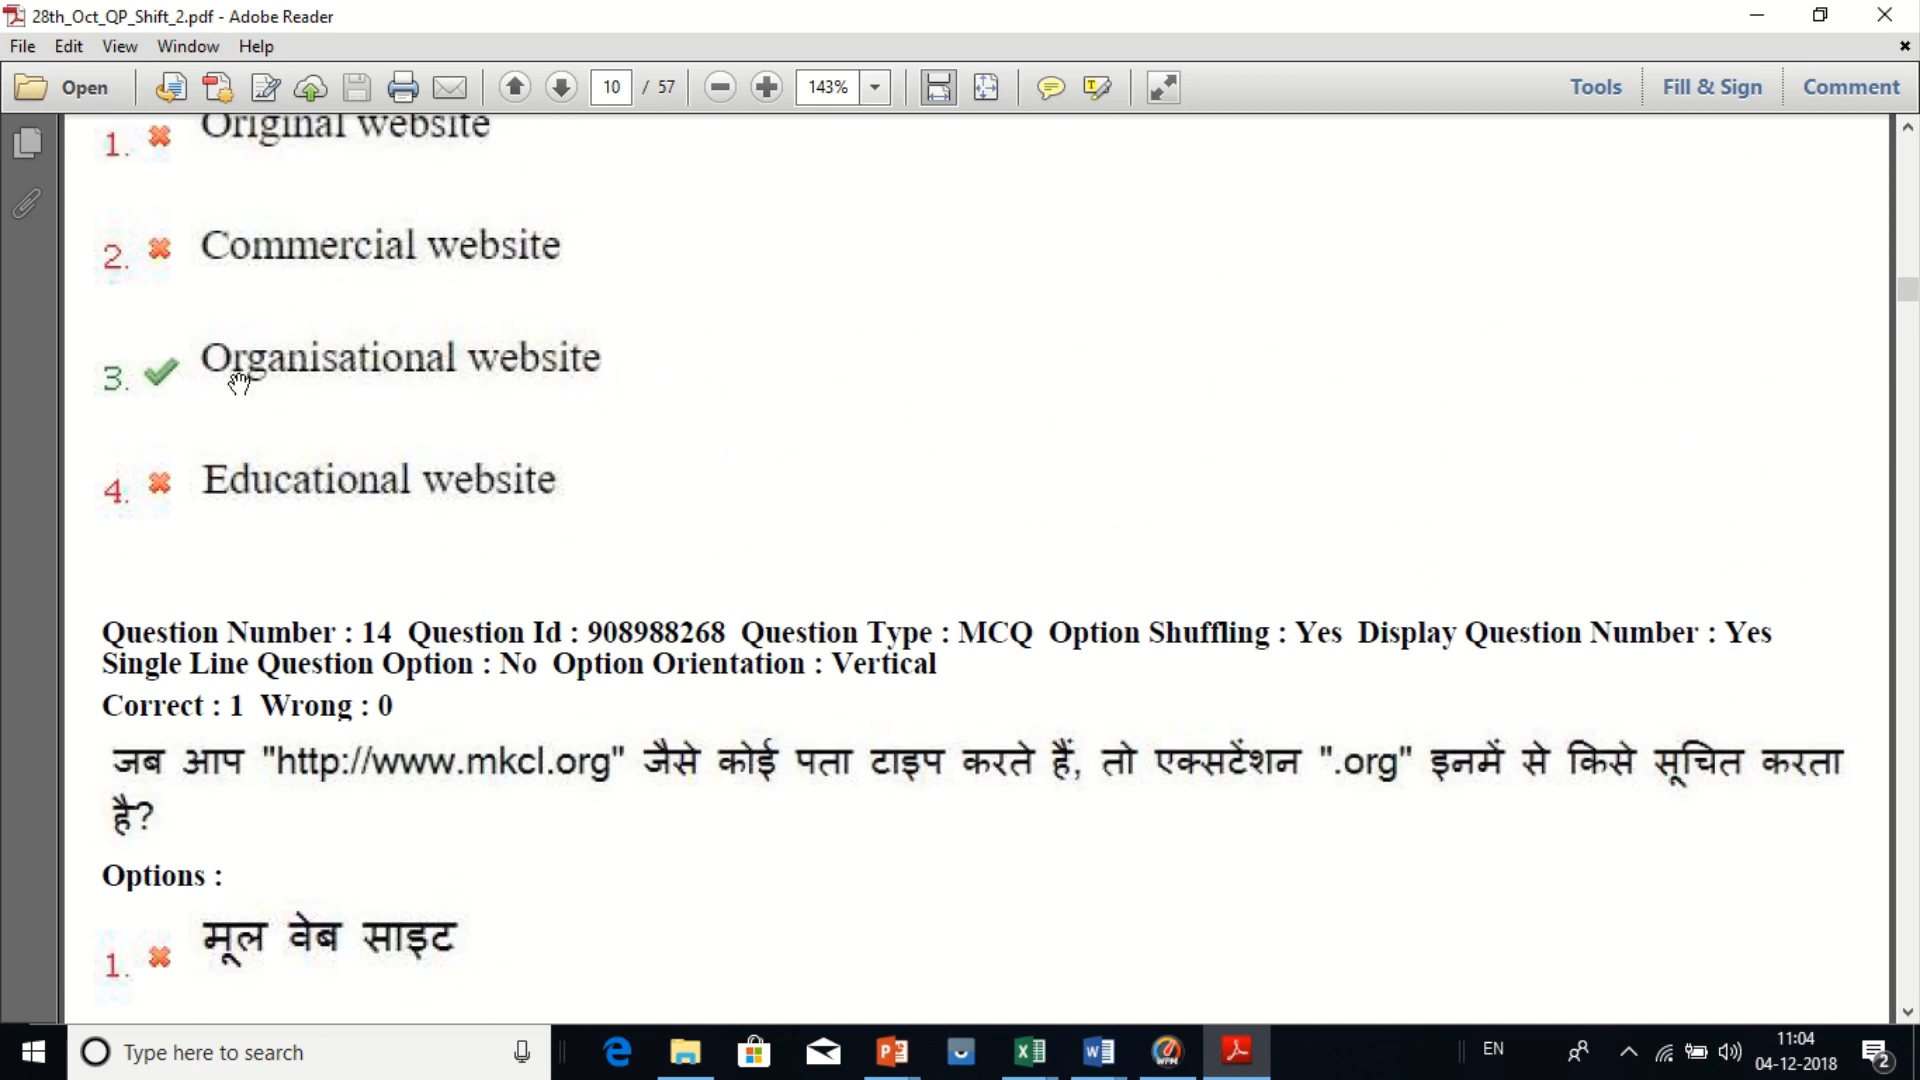 28th_Oct_QP_Shift_2.pdf - Adobe Reader
File Edit View Window Help
Open 10 / 57 143% Tools Fill & Sign Comment
1. Original website
2. Commercial website
3. Organisational website
4. Educational website
Question Number : 14 Question Id : 908988268 Question Type : MCQ Option Shuffling : Yes Display Question Number : Yes
Single Line Question Option : No Option Orientation : Vertical
Correct : 1 Wrong : 0
जब आप "http://www.mkcl.org" जैसे कोई पता टाइप करते हैं, तो एक्सटेंशन ".org" इनमें से किसे सूचित करता
है?
Options :
1. मूल वेब साइट
Type here to search EN 11:04
04-12-2018 2